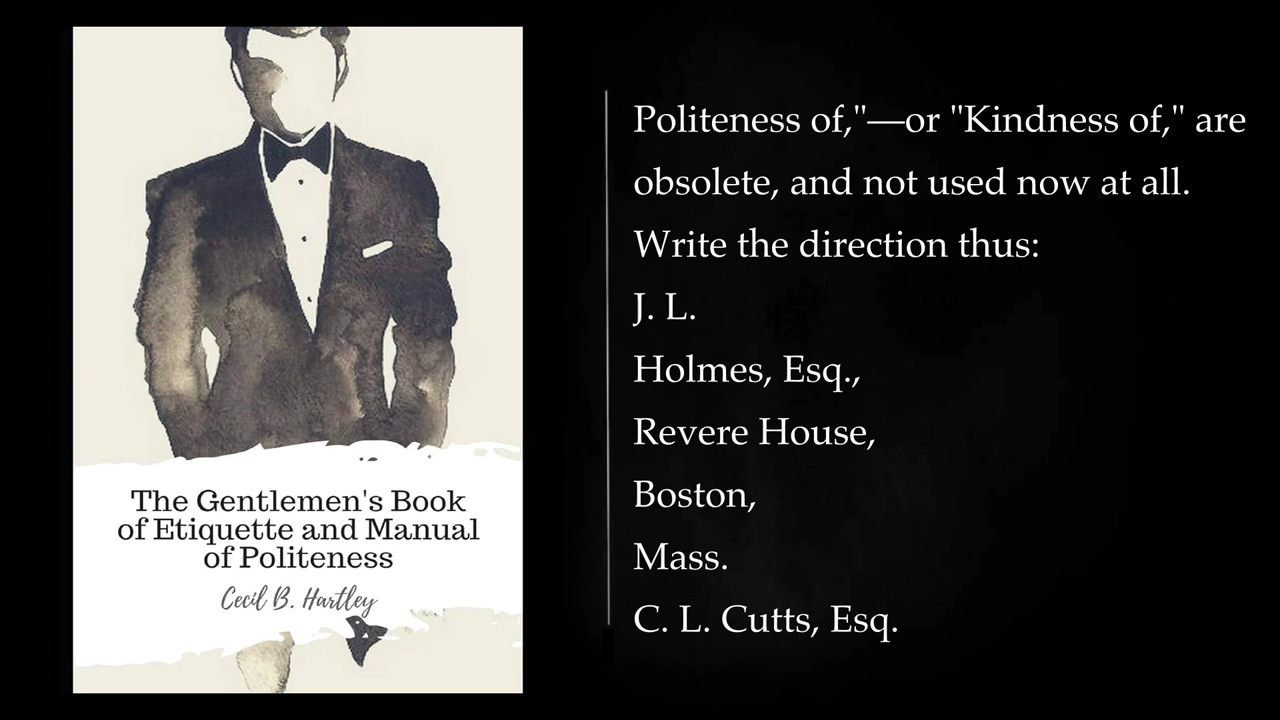 The Gentlemen's Book
of Etiquette and Manual
of Politeness
Cecil B. Hartley
Politeness of,"—or "Kindness of," are
obsolete, and not used now at all.
Write the direction thus:
J. L.
Holmes, Esq.,
Revere House,
Boston,
Mass.
C. L. Cutts, Esq.